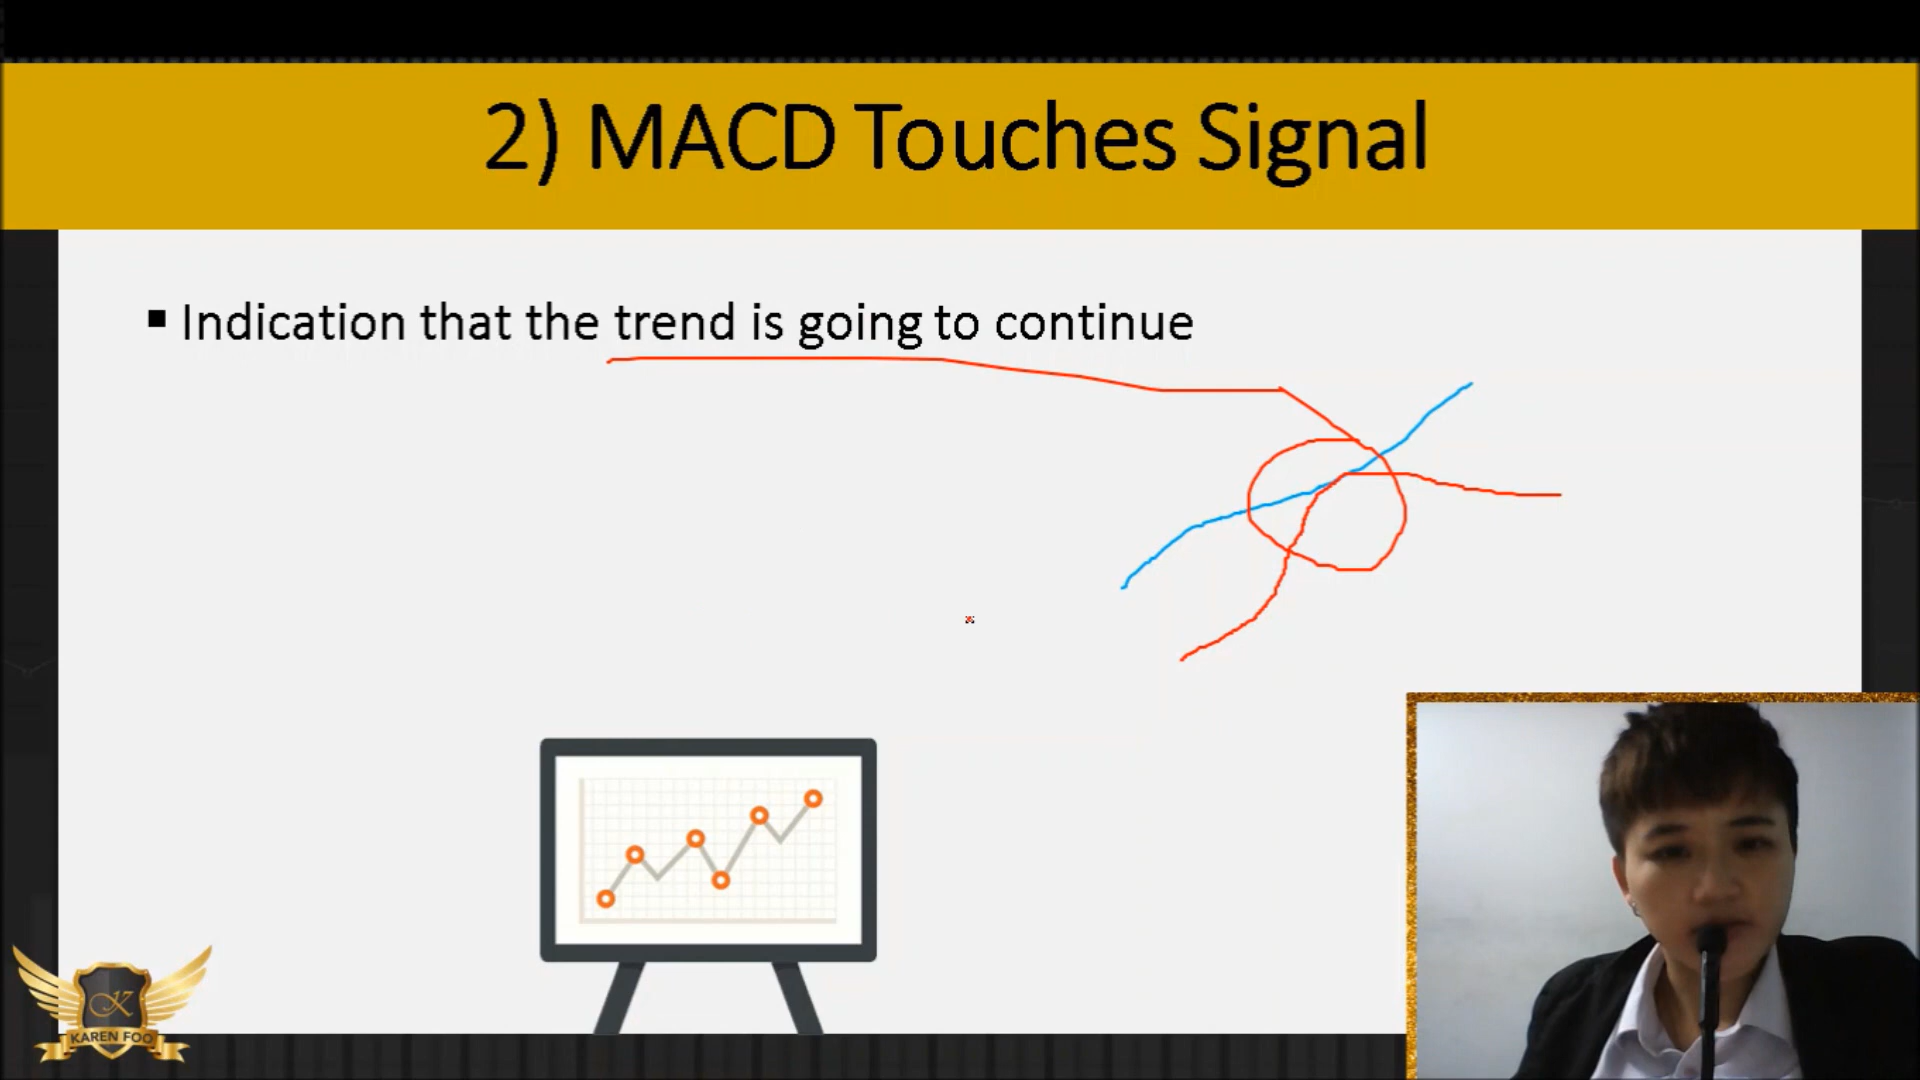 2) MACD Touches Signal
▪ Indication that the trend is going to continue
K
KAREN FOO